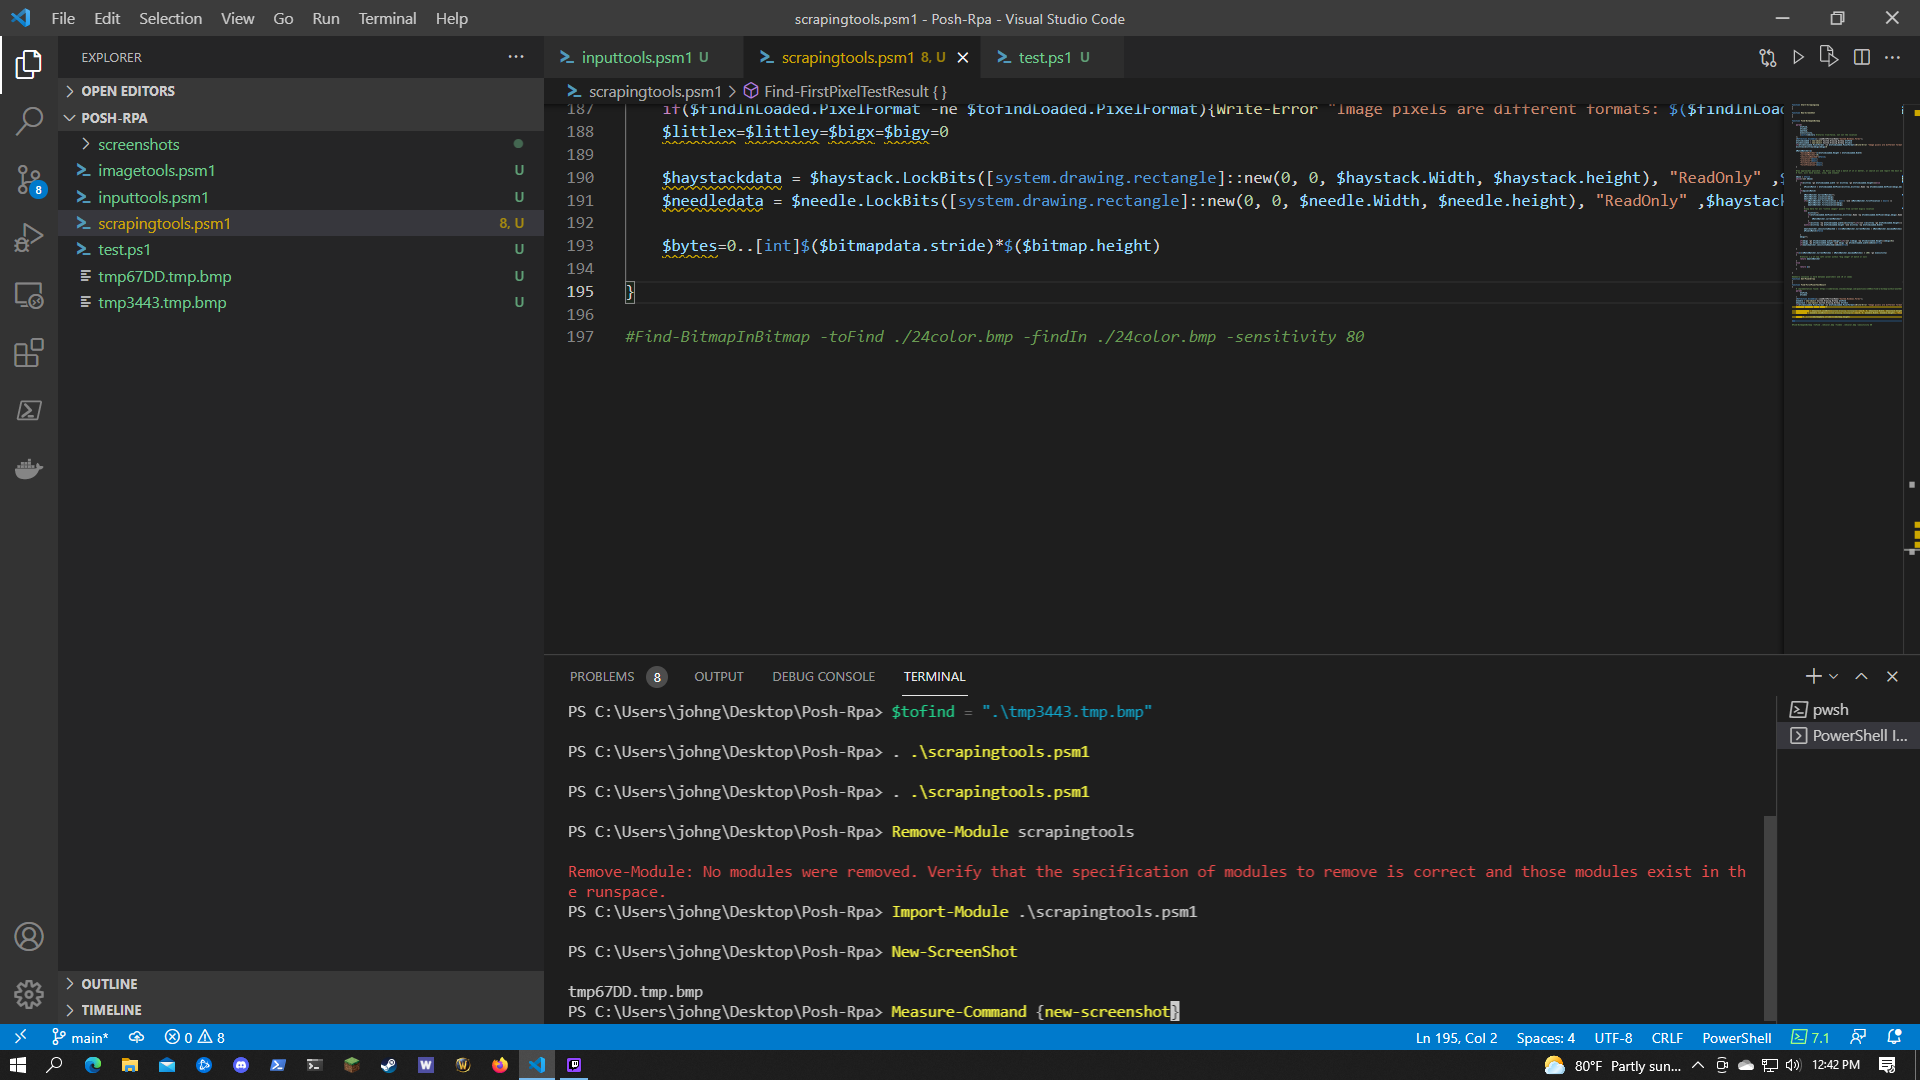 File Edit Selection View Go Run Terminal Help
scrapingtools.psm1 - Posh-Rpa - Visual Studio Code
EXPLORER
OPEN EDITORS
POSH-RPA
screenshots
imagetools.psm1 U
inputtools.psm1 U
scrapingtools.psm1 8, U
test.ps1 U
tmp67DD.tmp.bmp U
tmp3443.tmp.bmp U
OUTLINE
TIMELINE
8
inputtools.psm1 U
scrapingtools.psm1 8, U
test.ps1 U
scrapingtools.psm1 > Find-FirstPixelTestResult { }
187 if($findInLoaded.PixelFormat -ne $tofindLoaded.PixelFormat){Write-Error "Image pixels are different formats: $($findInLoa
188 $littlex=$littley=$bigx=$bigy=0
189
190 $haystackdata = $haystack.LockBits([system.drawing.rectangle]::new(0, 0, $haystack.Width, $haystack.height), "ReadOnly" ,$
191 $needledata = $needle.LockBits([system.drawing.rectangle]::new(0, 0, $needle.Width, $needle.height), "ReadOnly" ,$haystac
192
193 $bytes=0..[int]$($bitmapdata.stride)*$($bitmap.height)
194
195 }
196
197 #Find-BitmapInBitmap -toFind ./24color.bmp -findIn ./24color.bmp -sensitivity 80
PROBLEMS 8 OUTPUT DEBUG CONSOLE TERMINAL
PS C:\Users\johng\Desktop\Posh-Rpa> $tofind = ".\tmp3443.tmp.bmp"
PS C:\Users\johng\Desktop\Posh-Rpa> . .\scrapingtools.psm1
PS C:\Users\johng\Desktop\Posh-Rpa> . .\scrapingtools.psm1
PS C:\Users\johng\Desktop\Posh-Rpa> Remove-Module scrapingtools
Remove-Module: No modules were removed. Verify that the specification of modules to remove is correct and those modules exist in th
e runspace.
PS C:\Users\johng\Desktop\Posh-Rpa> Import-Module .\scrapingtools.psm1
PS C:\Users\johng\Desktop\Posh-Rpa> New-ScreenShot
tmp67DD.tmp.bmp
PS C:\Users\johng\Desktop\Posh-Rpa> Measure-Command {new-screenshot}
pwsh
PowerShell I...
main* 0 8
Ln 195, Col 2 Spaces: 4 UTF-8 CRLF PowerShell 7.1
80°F Partly sun... 12:42 PM